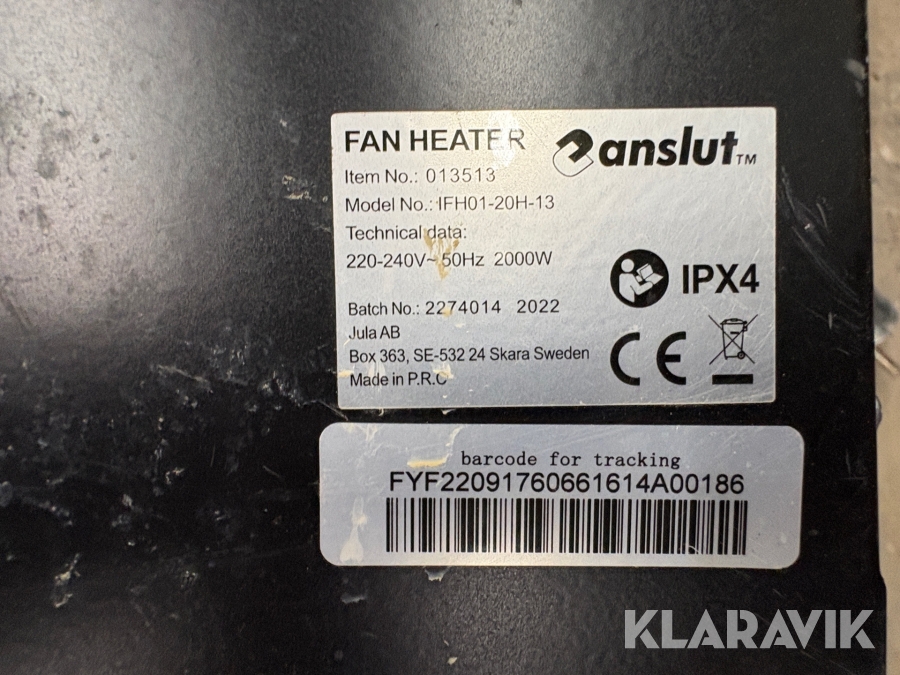 FAN HEATER
anslut™
Item No.: 013513
Model No.: IFH01-20H-13
Technical data:
220-240V~ 50Hz 2000W
IPX4
Batch No.: 2274014 2022
Jula AB
Box 363, SE-532 24 Skara Sweden
Made in P.R.C
CE
barcode for tracking
FYF22091760661614A00186
KLARAVIK